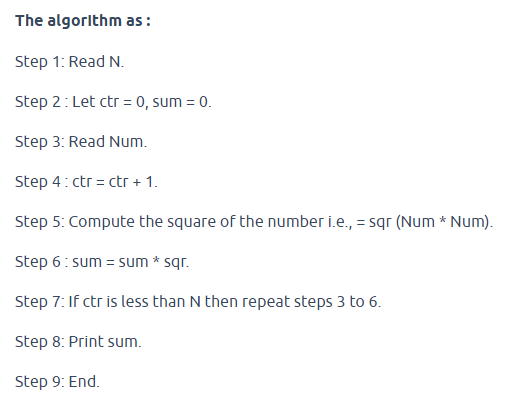 The algorithm as :
Step 1: Read N.
Step 2 : Let ctr = 0, sum = 0.
Step 3: Read Num.
Step 4 : ctr = ctr + 1.
Step 5: Compute the square of the number i.e., = sqr (Num * Num).
Step 6 : sum = sum * sqr.
Step 7: If ctr is less than N then repeat steps 3 to 6.
Step 8: Print sum.
Step 9: End.